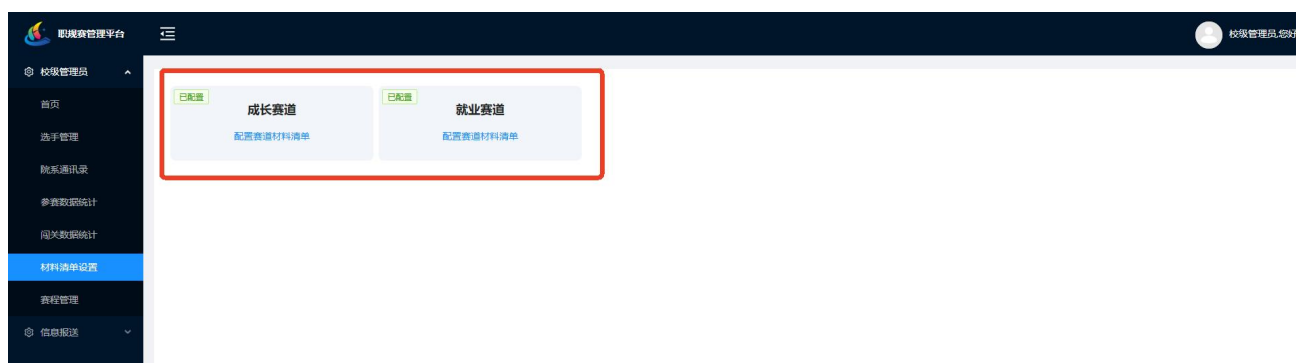 职规赛管理平台
校级管理员,您好
校级管理员
首页
选手管理
院系通讯录
参赛数据统计
闯关数据统计
材料清单设置
赛程管理
信息报送
已配置
成长赛道
配置赛道材料清单
已配置
就业赛道
配置赛道材料清单